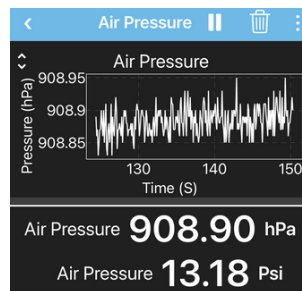 Air Pressure
Air Pressure
Pressure (hPa)
908.95
908.9
908.85
130 140 150
Time (S)
Air Pressure 908.90 hPa
Air Pressure 13.18 Psi